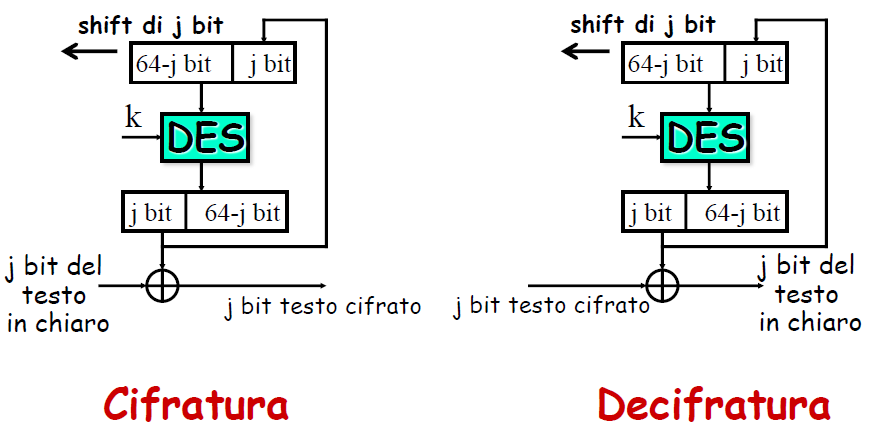 shift di j bit
64-j bit
j bit
k
DES
j bit
64-j bit
j bit del
testo
in chiaro
j bit testo cifrato
Cifratura
shift di j bit
64-j bit
j bit
k
DES
j bit
64-j bit
j bit testo cifrato
j bit del
testo
in chiaro
Decifratura